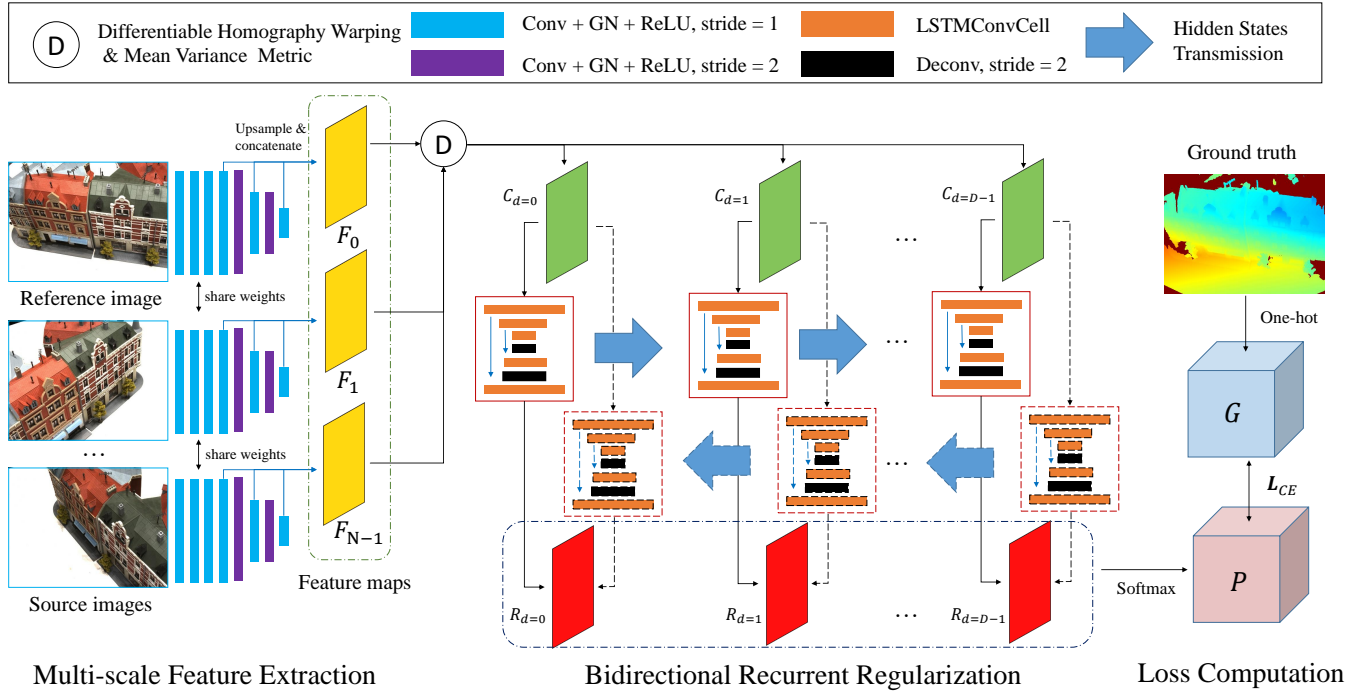 D
Differentiable Homography Warping
& Mean Variance Metric
Conv + GN + ReLU, stride = 1
Conv + GN + ReLU, stride = 2
LSTMConvCell
Deconv, stride = 2
Hidden States
Transmission
Upsample &
concatenate
D
F_0
Reference image
share weights
F_1
share weights
...
F_{N-1}
Source images
Feature maps
C_{d=0}
C_{d=1}
...
C_{d=D-1}
...
...
R_{d=0}
R_{d=1}
...
R_{d=D-1}
Ground truth
One-hot
G
L_{CE}
Softmax
P
Multi-scale Feature Extraction
Bidirectional Recurrent Regularization
Loss Computation